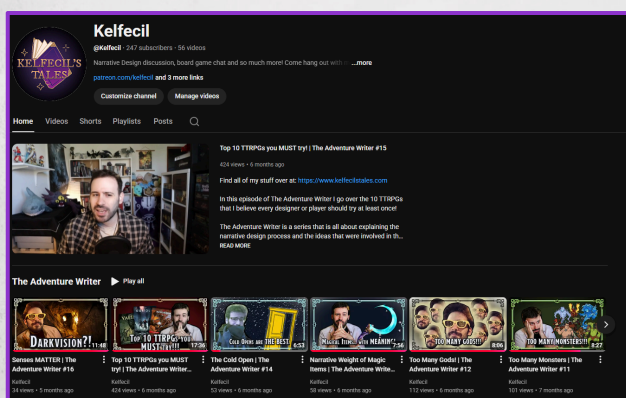 KELFECIL'S
TALES
Kelfecil
@Kelfecil · 247 subscribers · 56 videos
Narrative Design discussion, board game chat and so much more! Come hang out with ...more
patreon.com/kelfecil and 3 more links
Customize channel
Manage videos
Home Videos Shorts Playlists Posts
Top 10 TTRPGs you MUST try! | The Adventure Writer #15
424 views • 6 months ago
Find all of my stuff over at: https://www.kelfecilstales.com
In this episode of The Adventure Writer I go over the 10 TTRPGs
that I believe every designer or player should try at least once!
The Adventure Writer is a series that is all about explaining the
narrative design process and the ideas that were involved in th...
READ MORE
The Adventure Writer Play all
DARKVISION?! 11:48
TOP 10 TTRPGS YOU
MUST TRY!!! 17:36
COLD OPENS ARE THE BEST 6:53
MAGICAL ITEMS WITH MEANING 7:56
TOO MANY GODS!!! 8:06
TOO MANY MONSTERS!!! 8:27
Senses MATTER | The
Adventure Writer #16
Kelfecil
34 views • 5 months ago
Top 10 TTRPGs you MUST
try! | The Adventure Writer...
Kelfecil
424 views • 6 months ago
The Cold Open | The
Adventure Writer #14
Kelfecil
53 views • 6 months ago
Narrative Weight of Magic
Items | The Adventure Write...
Kelfecil
58 views • 6 months ago
Too Many Gods! | The
Adventure Writer #12
Kelfecil
112 views • 6 months ago
Too Many Monsters | The
Adventure Writer #11
Kelfecil
101 views • 7 months ago